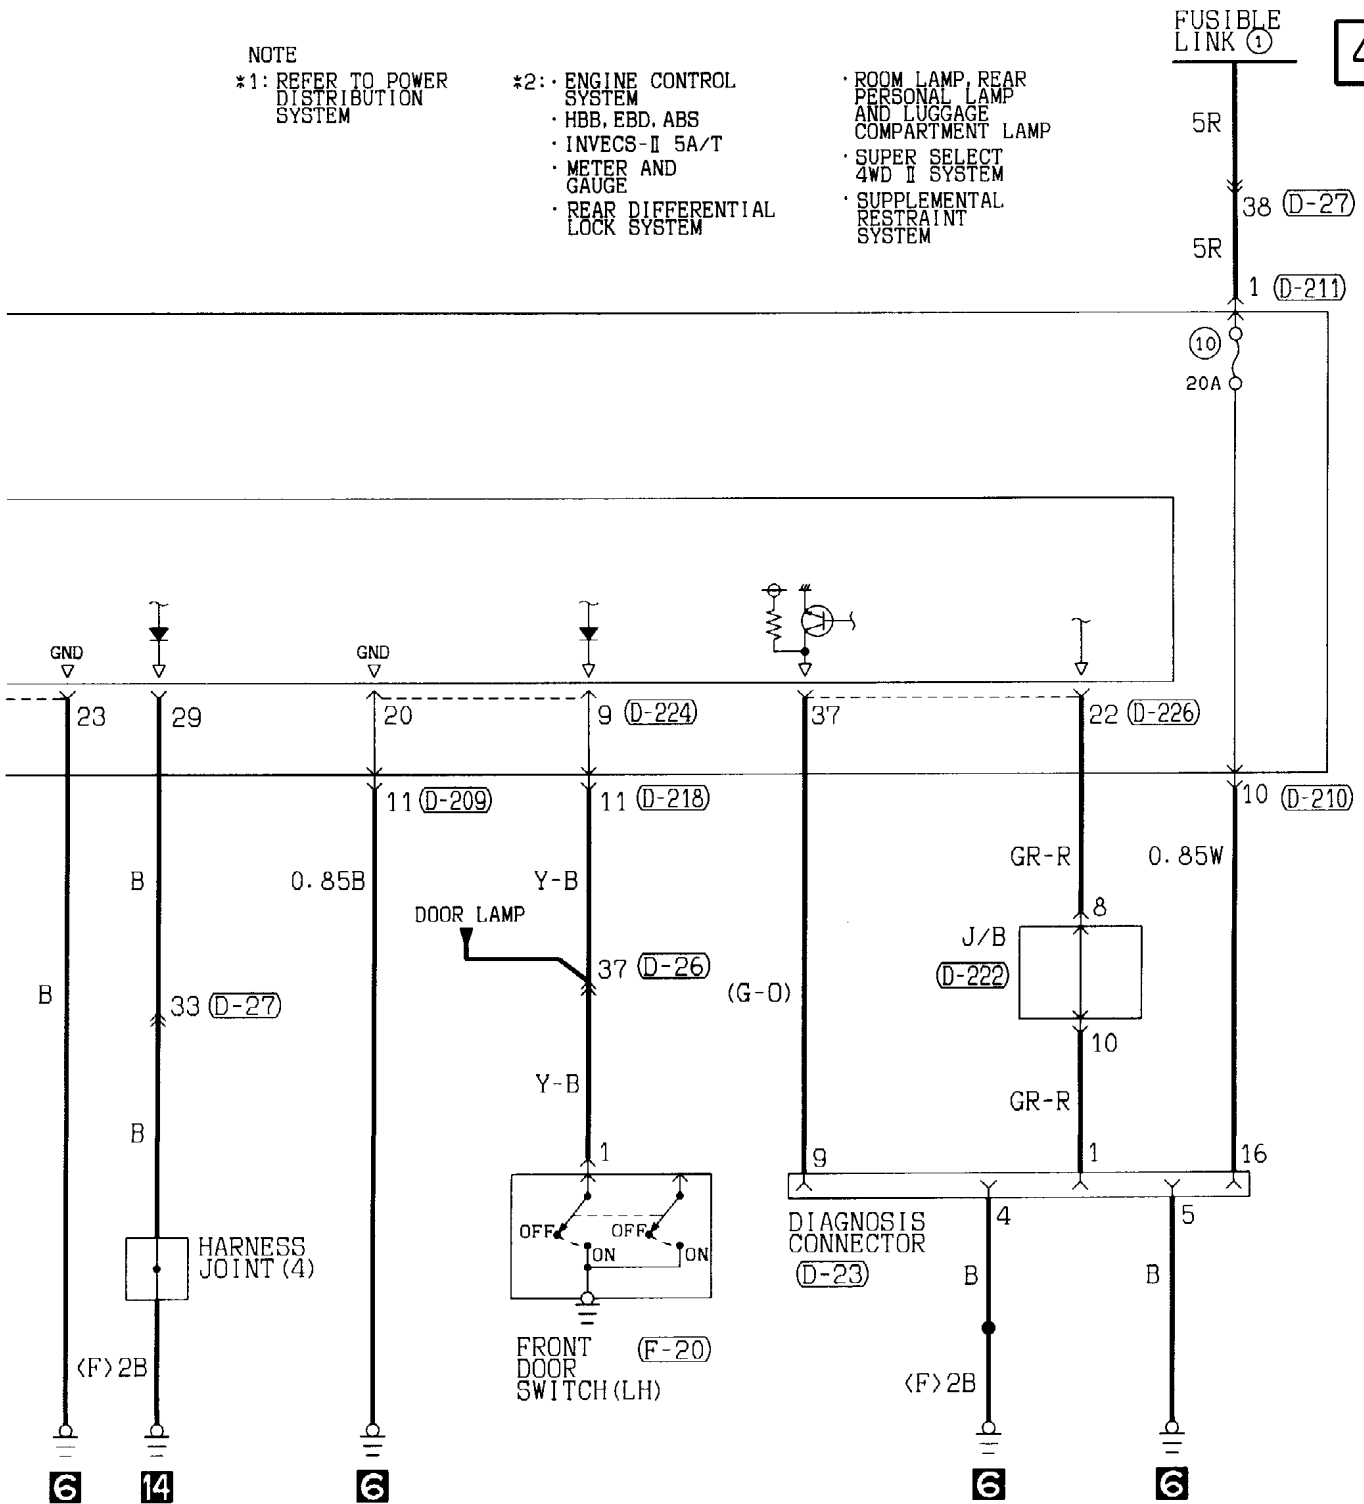 FUSIBLE
LINK ①
4
NOTE
*1: REFER TO POWER
DISTRIBUTION
SYSTEM
*2: · ENGINE CONTROL
SYSTEM
· HBB, EBD, ABS
· INVECS-Ⅱ 5A/T
· METER AND
GAUGE
· REAR DIFFERENTIAL
LOCK SYSTEM
· ROOM LAMP, REAR
PERSONAL LAMP
AND LUGGAGE
COMPARTMENT LAMP
· SUPER SELECT
4WD Ⅱ SYSTEM
· SUPPLEMENTAL
RESTRAINT
SYSTEM
5R
38 (D-27)
5R
1 (D-211)
⑩
20A
GND
GND
23
29
20
9 (D-224)
37
22 (D-226)
11 (D-209)
11 (D-218)
10 (D-210)
B
0.85B
Y-B
GR-R
0.85W
DOOR LAMP
8
J/B
(D-222)
37 (D-26)
B
33 (D-27)
(G-O)
10
Y-B
GR-R
B
1
9
1
16
OFF
ON
OFF
ON
HARNESS
JOINT (4)
DIAGNOSIS
CONNECTOR
(D-23)
4
5
B
B
FRONT
DOOR
SWITCH (LH)
(F-20)
<F>2B
<F>2B
6
14
6
6
6